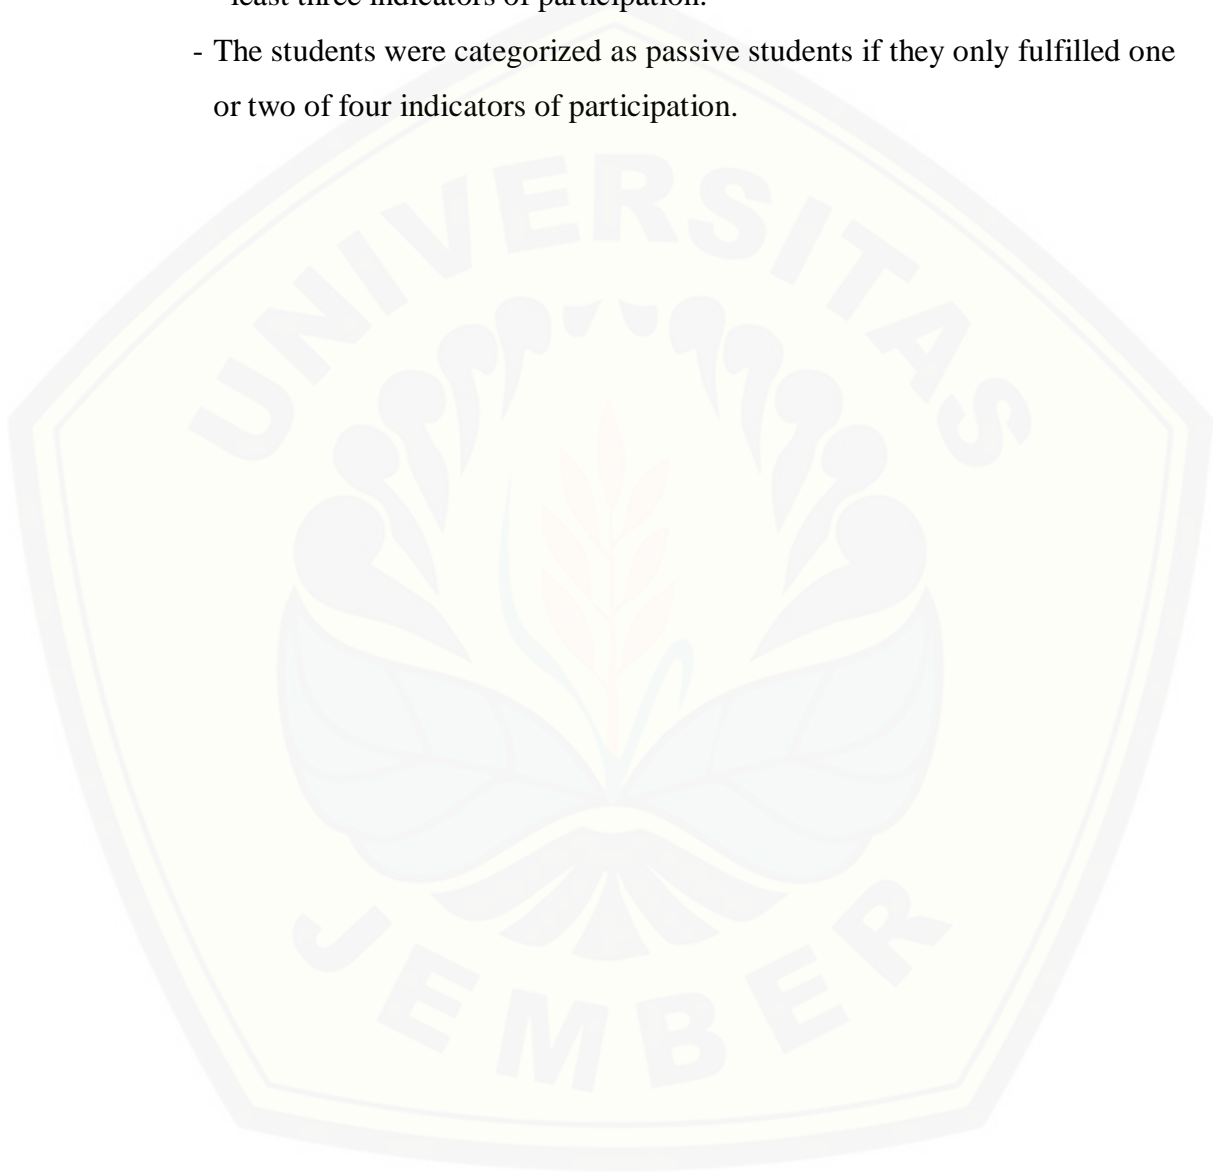 least three indicators of participation.
- The students were categorized as passive students if they only fulfilled one
or two of four indicators of participation.
UNIVERSITAS
JEMBER